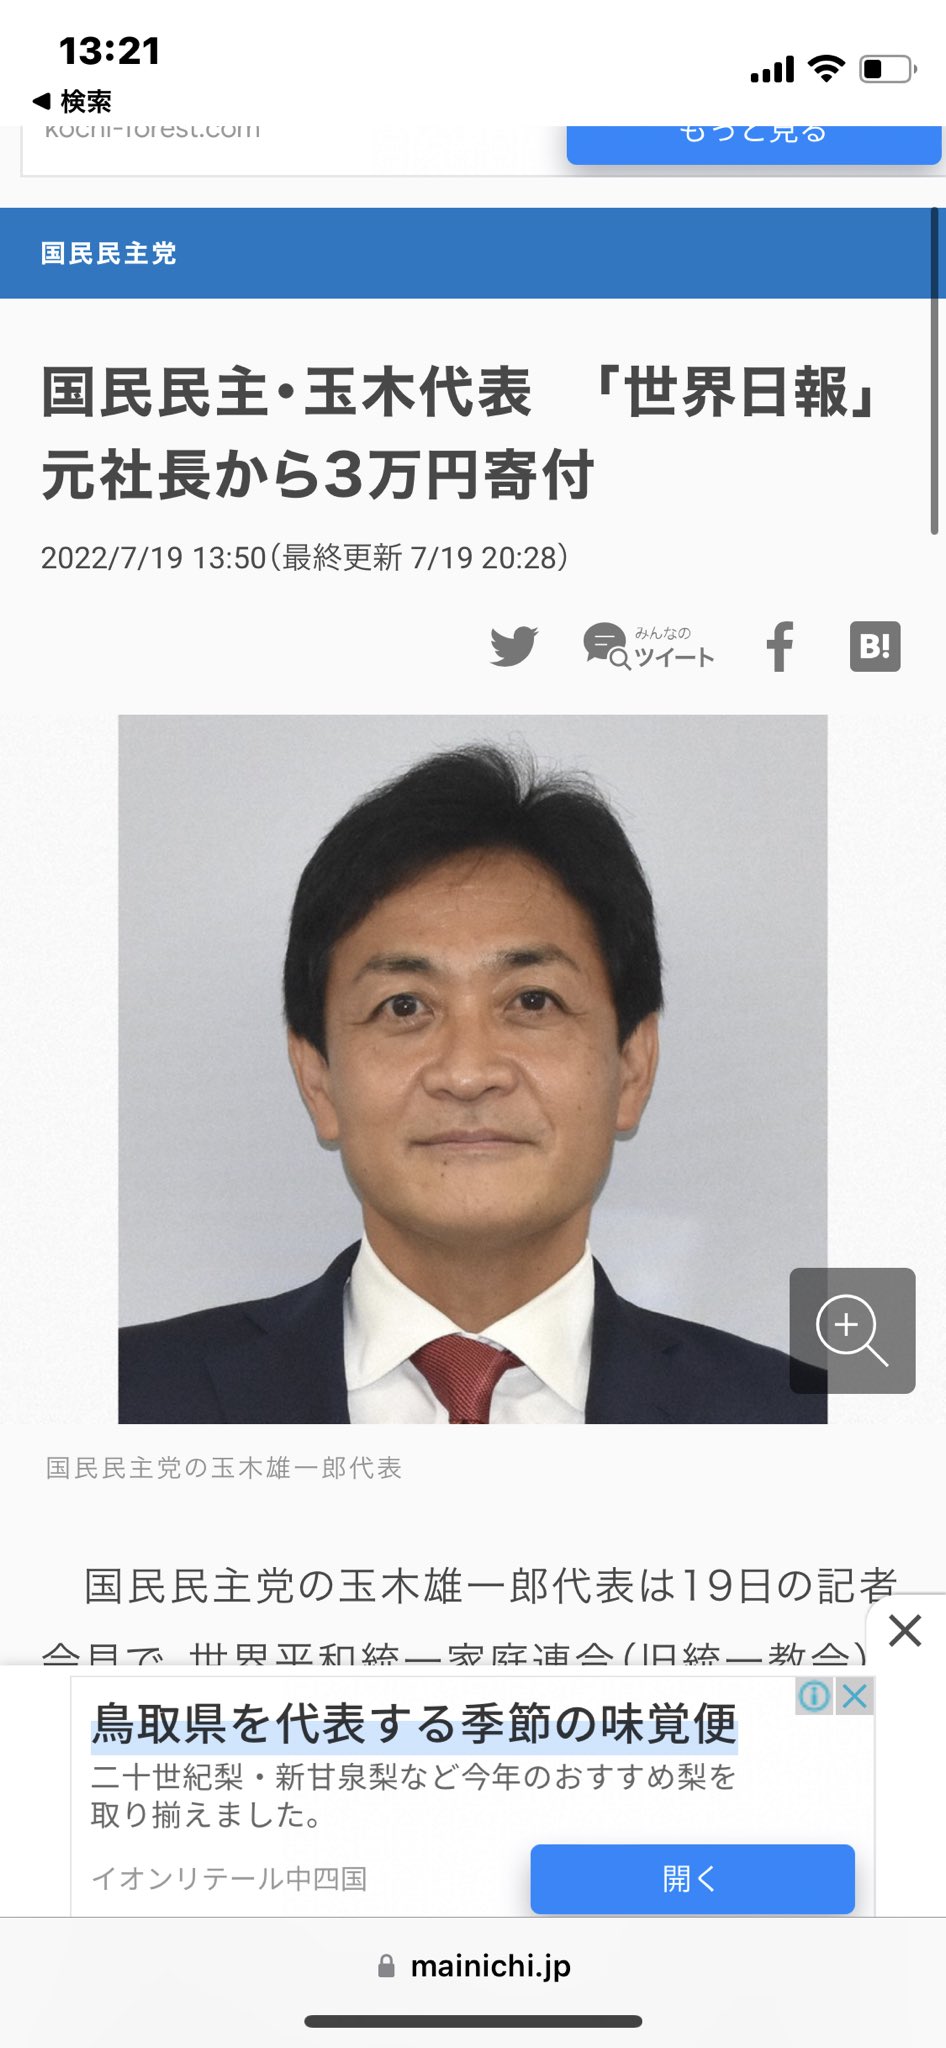 13:21
◀ 検索
kochi-forest.com
もっと見る
国民民主党
国民民主・玉木代表　「世界日報」
元社長から3万円寄付
2022/7/19 13:50（最終更新 7/19 20:28）
みんなの
ツイート
B!
国民民主党の玉木雄一郎代表
国民民主党の玉木雄一郎代表は19日の記者
会見で、世界平和統一家庭連合（旧統一教会）
鳥取県を代表する季節の味覚便
二十世紀梨・新甘泉梨など今年のおすすめ梨を
取り揃えました。
イオンリテール中四国
開く
mainichi.jp